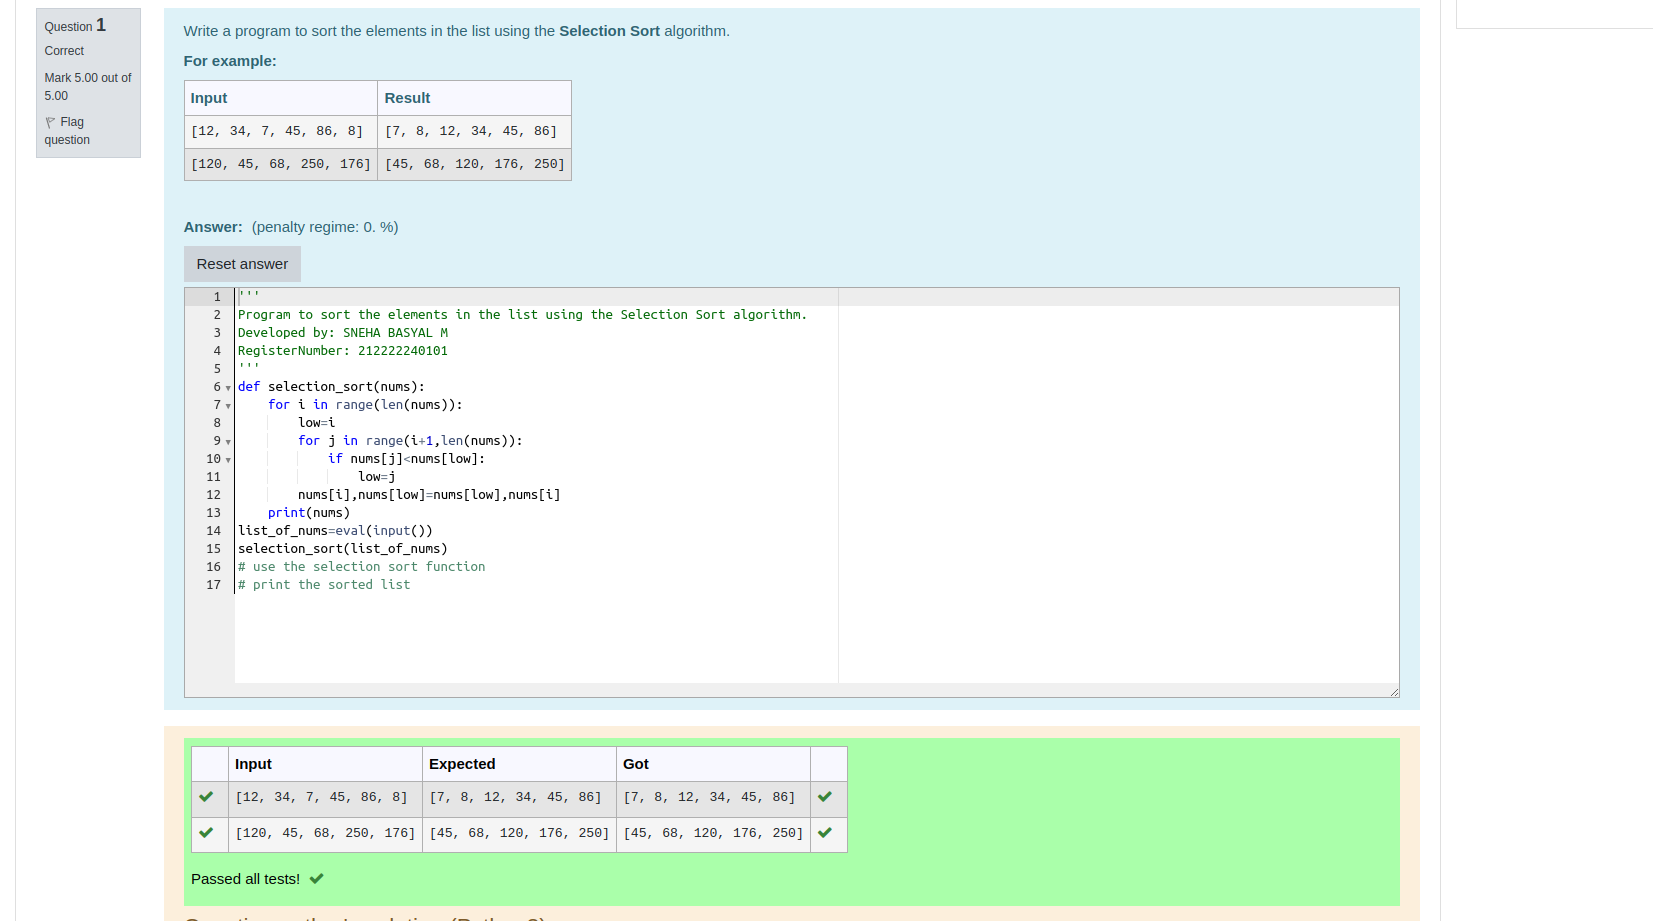 Question 1
Correct
Mark 5.00 out of
5.00
Flag
question
Write a program to sort the elements in the list using the Selection Sort algorithm.
For example:
Input Result
[12, 34, 7, 45, 86, 8] [7, 8, 12, 34, 45, 86]
[120, 45, 68, 250, 176] [45, 68, 120, 176, 250]
Answer: (penalty regime: 0. %)
Reset answer
1 '''
2 Program to sort the elements in the list using the Selection Sort algorithm.
3 Developed by: SNEHA BASYAL M
4 RegisterNumber: 212222240101
5 '''
6 def selection_sort(nums):
7     for i in range(len(nums)):
8         low=i
9         for j in range(i+1,len(nums)):
10             if nums[j]<nums[low]:
11                 low=j
12         nums[i],nums[low]=nums[low],nums[i]
13     print(nums)
14 list_of_nums=eval(input())
15 selection_sort(list_of_nums)
16 # use the selection sort function
17 # print the sorted list
Input Expected Got
[12, 34, 7, 45, 86, 8] [7, 8, 12, 34, 45, 86] [7, 8, 12, 34, 45, 86]
[120, 45, 68, 250, 176] [45, 68, 120, 176, 250] [45, 68, 120, 176, 250]
Passed all tests!